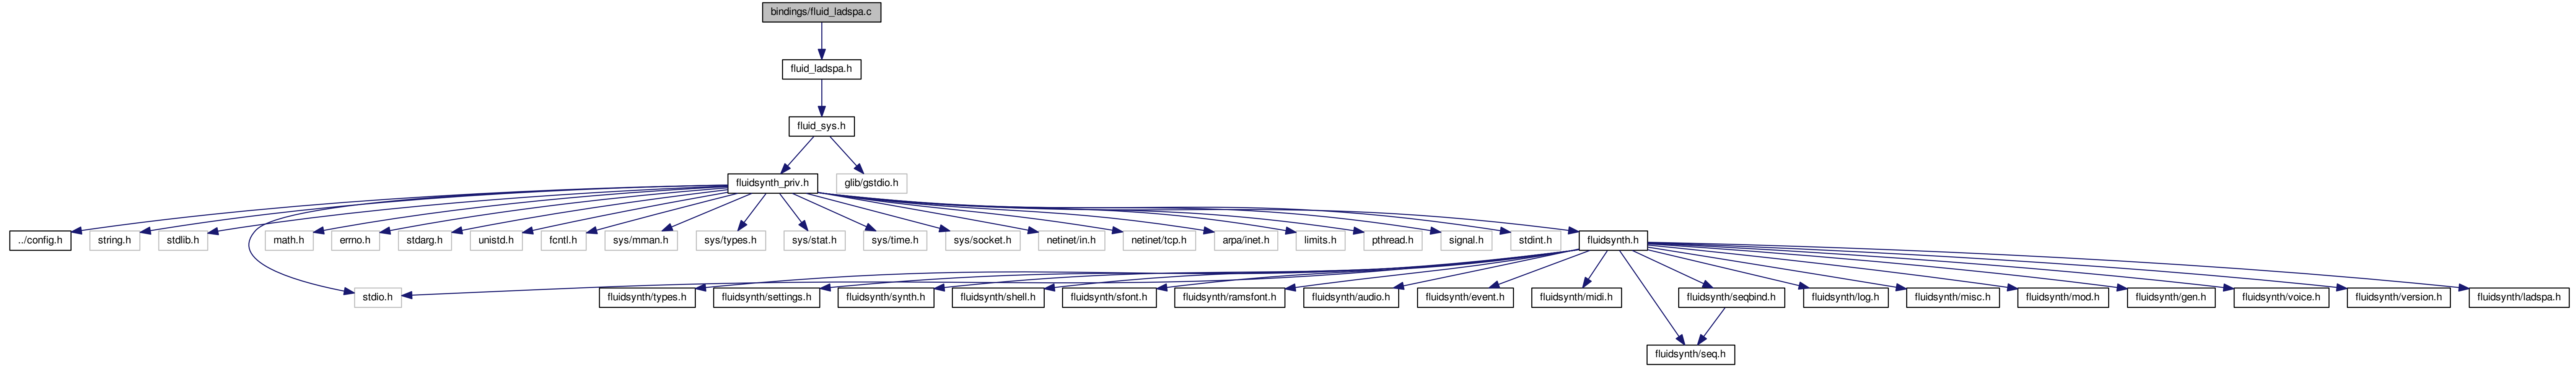 bindings/fluid_ladspa.c
fluid_ladspa.h
fluid_sys.h
fluidsynth_priv.h
glib/gstdio.h
../config.h
string.h
stdlib.h
math.h
errno.h
stdarg.h
unistd.h
fcntl.h
sys/mman.h
sys/types.h
sys/stat.h
sys/time.h
sys/socket.h
netinet/in.h
netinet/tcp.h
arpa/inet.h
limits.h
pthread.h
signal.h
stdint.h
fluidsynth.h
stdio.h
fluidsynth/types.h
fluidsynth/settings.h
fluidsynth/synth.h
fluidsynth/shell.h
fluidsynth/sfont.h
fluidsynth/ramsfont.h
fluidsynth/audio.h
fluidsynth/event.h
fluidsynth/midi.h
fluidsynth/seqbind.h
fluidsynth/log.h
fluidsynth/misc.h
fluidsynth/mod.h
fluidsynth/gen.h
fluidsynth/voice.h
fluidsynth/version.h
fluidsynth/ladspa.h
fluidsynth/seq.h